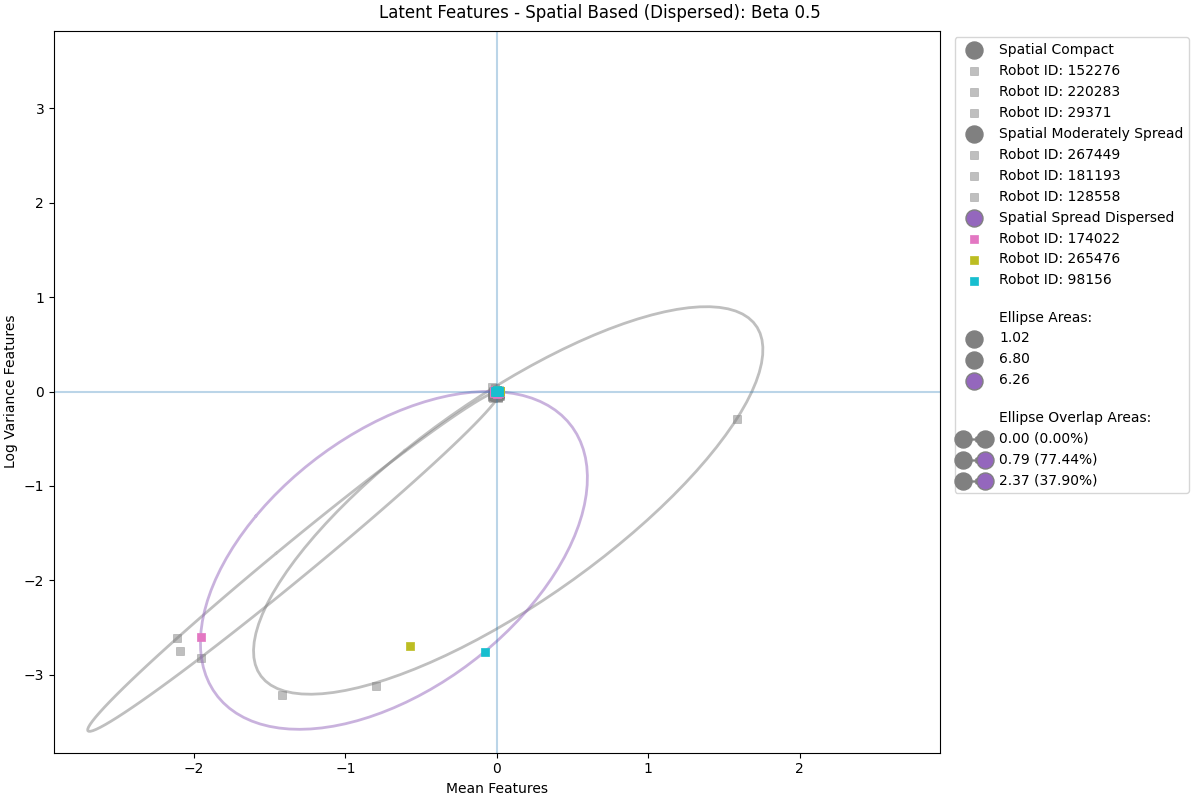 Latent Features - Spatial Based (Dispersed): Beta 0.5
Log Variance Features
3
2
1
0
−1
−2
−3
−2
−1
0
1
2
Mean Features
Spatial Compact
Robot ID: 152276
Robot ID: 220283
Robot ID: 29371
Spatial Moderately Spread
Robot ID: 267449
Robot ID: 181193
Robot ID: 128558
Spatial Spread Dispersed
Robot ID: 174022
Robot ID: 265476
Robot ID: 98156
Ellipse Areas:
1.02
6.80
6.26
Ellipse Overlap Areas:
0.00 (0.00%)
0.79 (77.44%)
2.37 (37.90%)